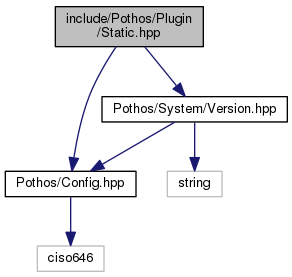 include/Pothos/Plugin
/Static.hpp
Pothos/System/Version.hpp
Pothos/Config.hpp
string
ciso646